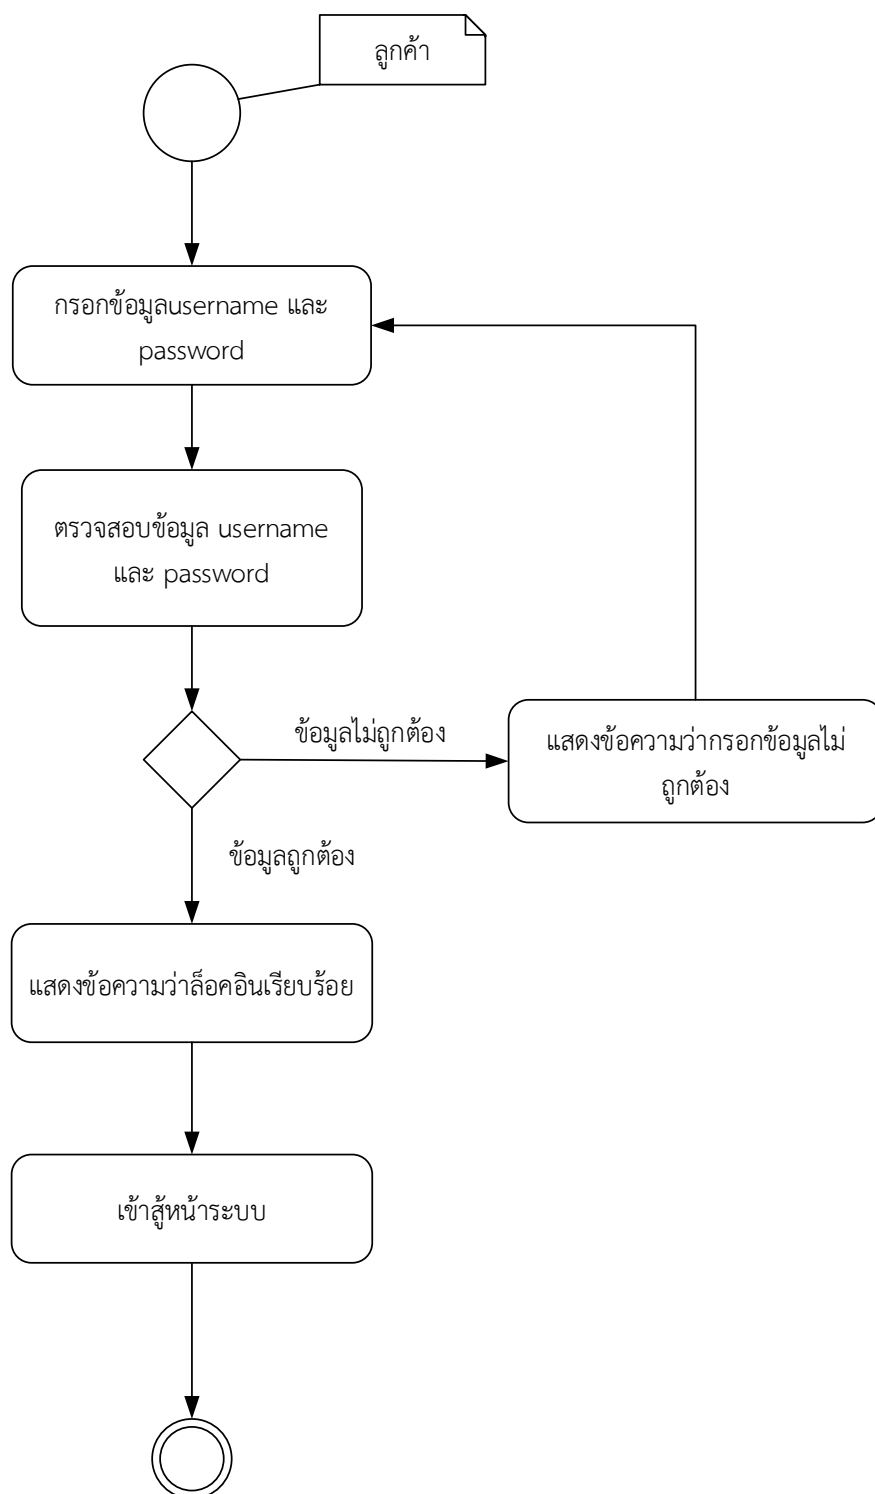 ลูกค้า
กรอกข้อมูลusername และ
password
ตรวจสอบข้อมูล username
และ password
ข้อมูลไม่ถูกต้อง
แสดงข้อความว่ากรอกข้อมูลไม่
ถูกต้อง
ข้อมูลถูกต้อง
แสดงข้อความว่าล็อคอินเรียบร้อย
เข้าสู้หน้าระบบ